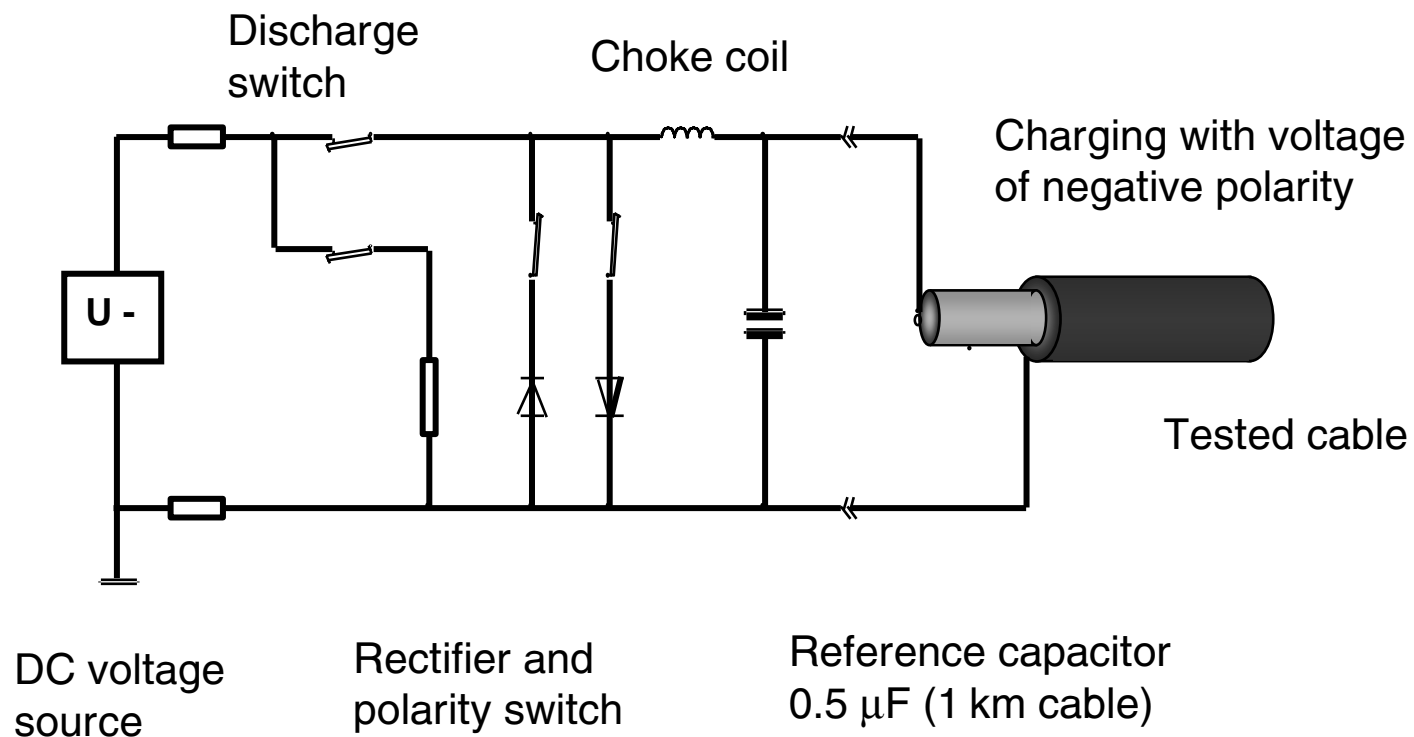 Discharge
switch
Choke coil
Charging with voltage
of negative polarity
U -
Tested cable
DC voltage
source
Rectifier and
polarity switch
Reference capacitor
0.5 μF (1 km cable)